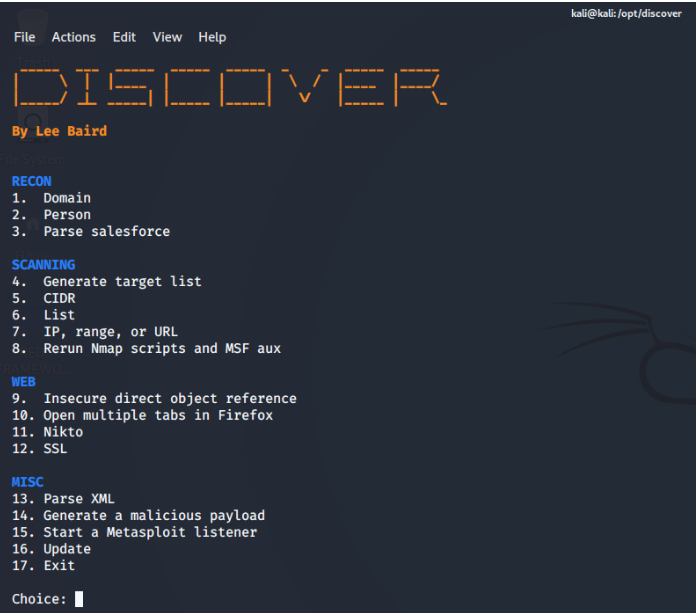 kali@kali: /opt/discover
File Actions Edit View Help
DISCOVER
By Lee Baird
RECON
1. Domain
2. Person
3. Parse salesforce
SCANNING
4. Generate target list
5. CIDR
6. List
7. IP, range, or URL
8. Rerun Nmap scripts and MSF aux
WEB
9. Insecure direct object reference
10. Open multiple tabs in Firefox
11. Nikto
12. SSL
MISC
13. Parse XML
14. Generate a malicious payload
15. Start a Metasploit listener
16. Update
17. Exit
Choice: